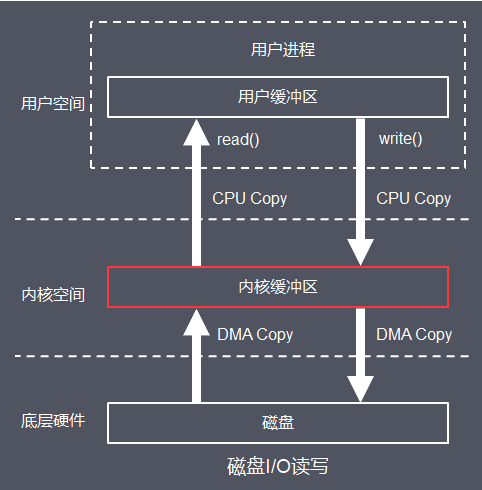 用户进程
用户空间
用户缓冲区
read()
write()
CPU Copy
CPU Copy
内核空间
内核缓冲区
DMA Copy
DMA Copy
底层硬件
磁盘
磁盘I/O读写